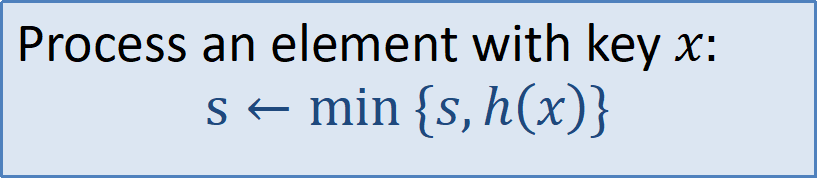 Process an element with key x:
s ← min {s, h(x)}